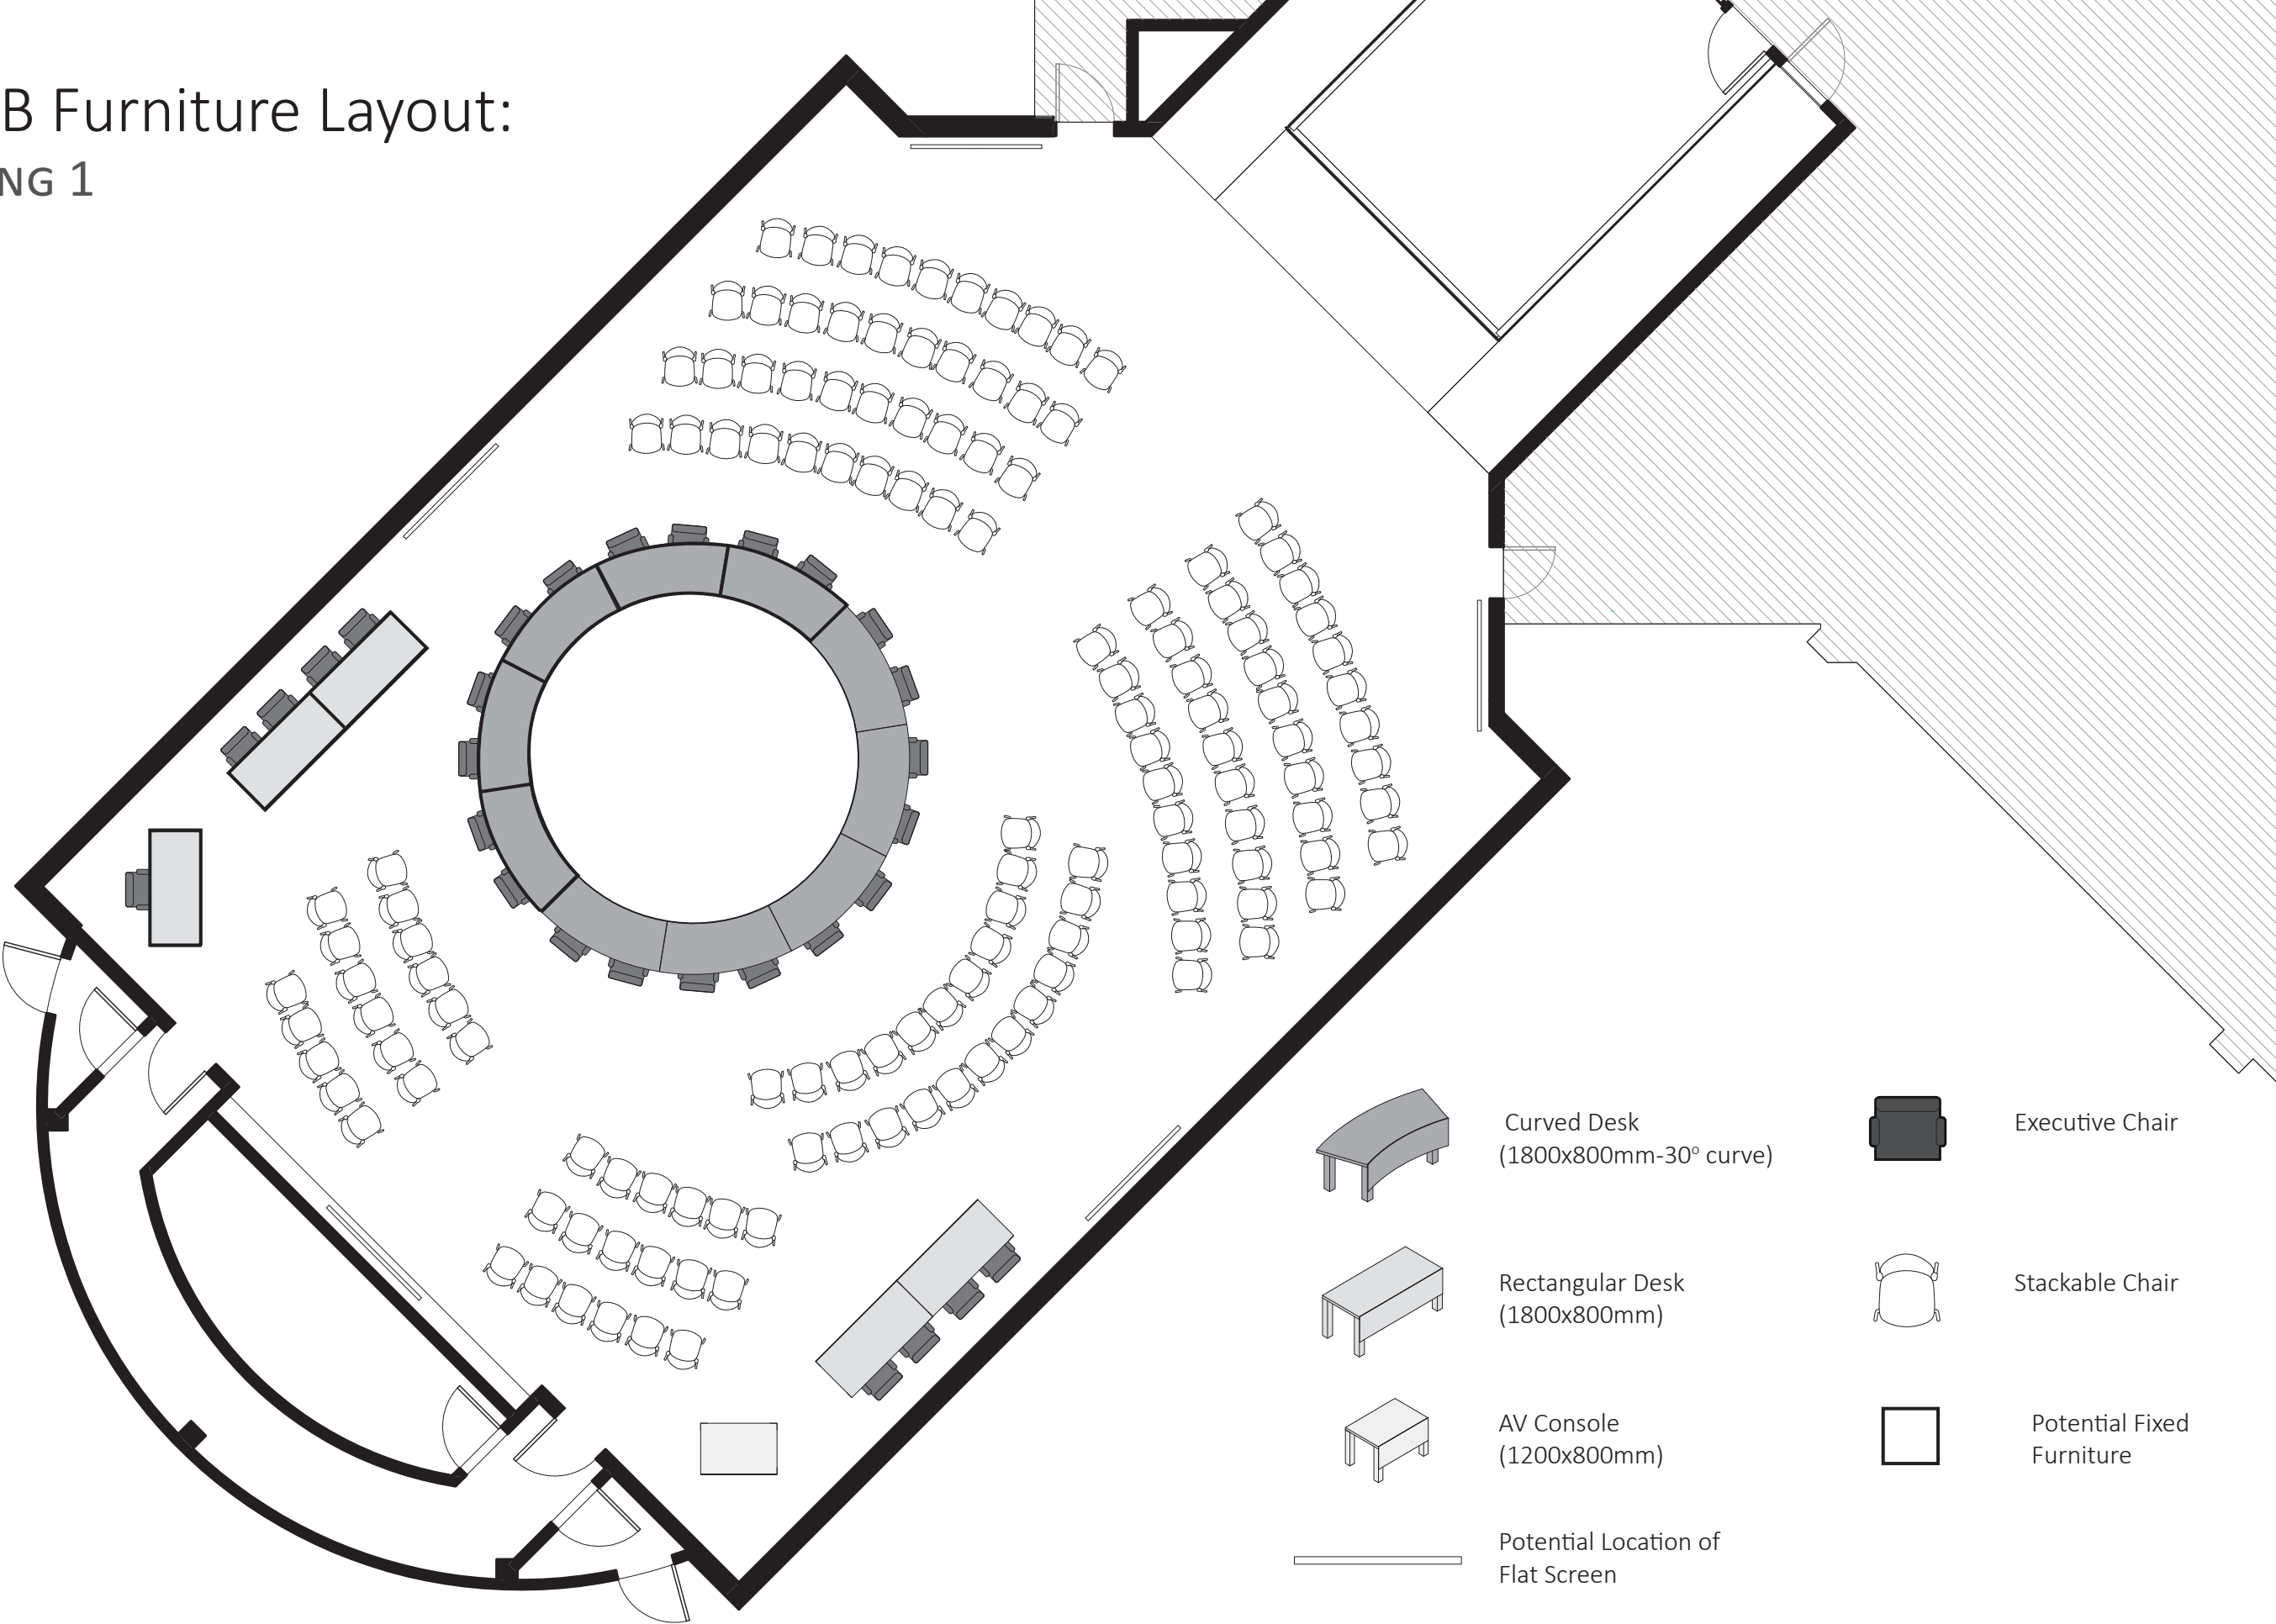 B Furniture Layout:
NG 1
Curved Desk
(1800x800mm-30° curve)
Executive Chair
Rectangular Desk
(1800x800mm)
Stackable Chair
AV Console
(1200x800mm)
Potential Fixed
Furniture
Potential Location of
Flat Screen